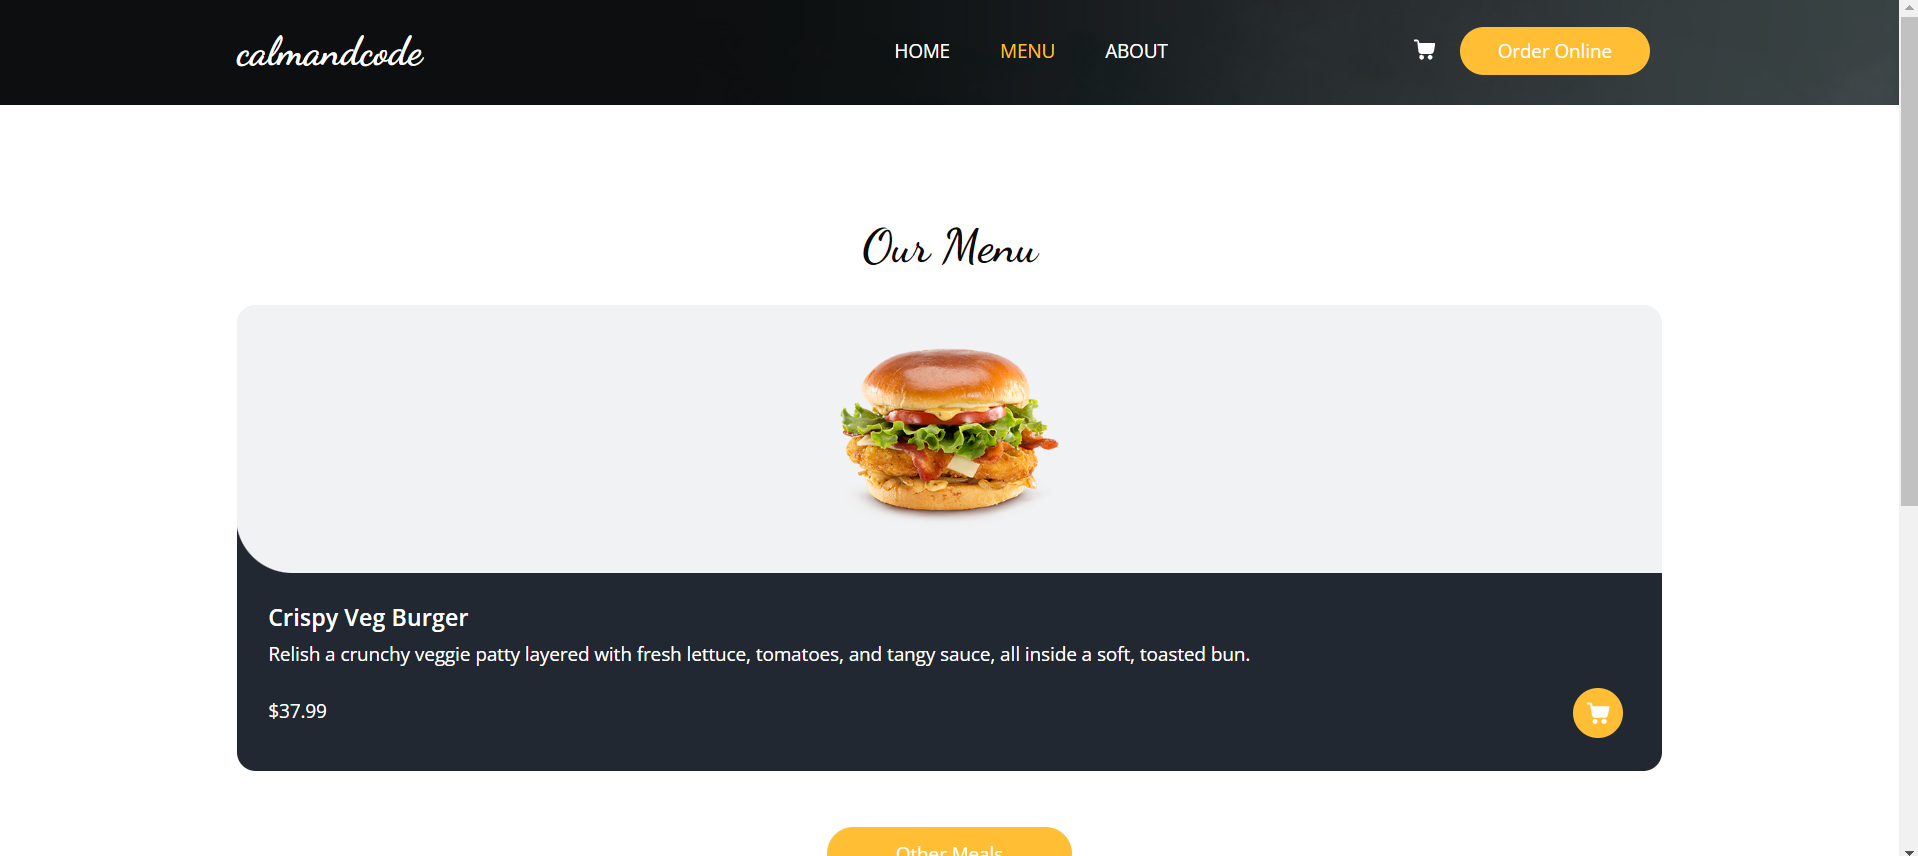 calmandcode
HOME MENU ABOUT
Order Online
Our Menu
Crispy Veg Burger
Relish a crunchy veggie patty layered with fresh lettuce, tomatoes, and tangy sauce, all inside a soft, toasted bun.
$37.99
Other Meals